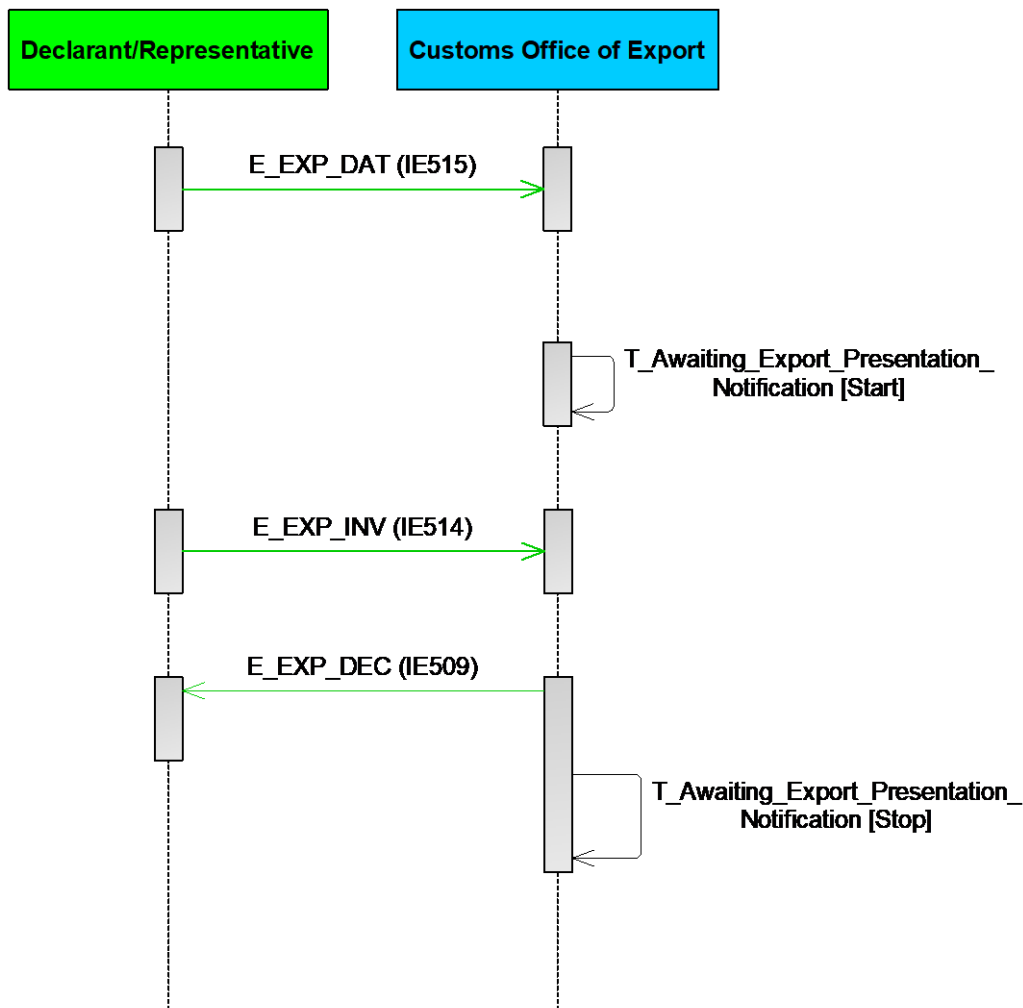 Declarant/Representative
Customs Office of Export
E_EXP_DAT (IE515)
T_Awaiting_Export_Presentation_
Notification [Start]
E_EXP_INV (IE514)
E_EXP_DEC (IE509)
T_Awaiting_Export_Presentation_
Notification [Stop]